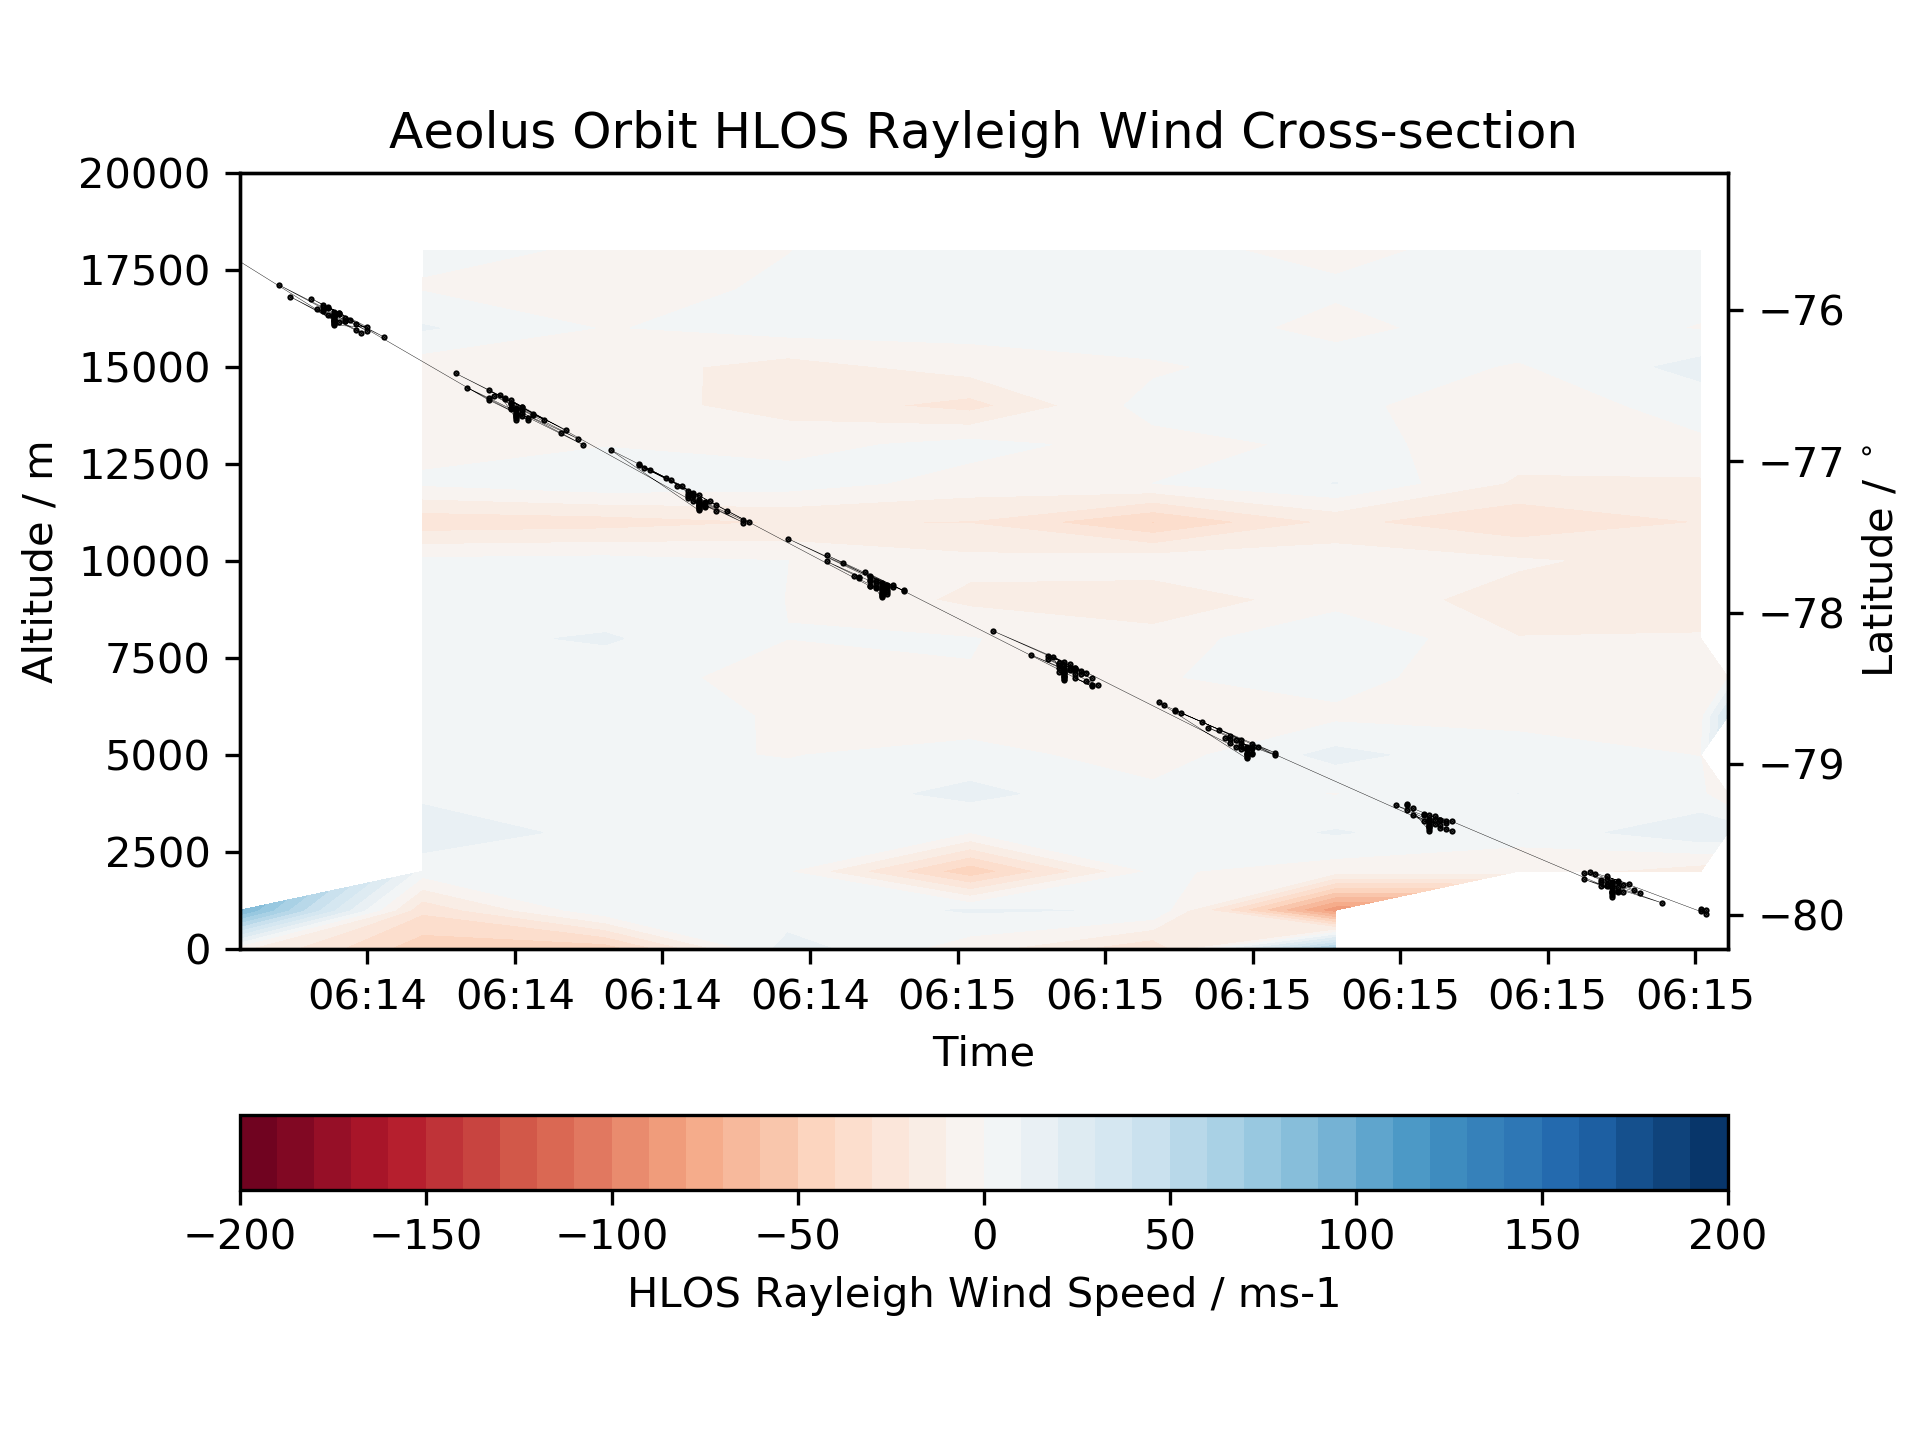 Aeolus Orbit HLOS Rayleigh Wind Cross-section
20000
17500
15000
12500
10000
7500
5000
2500
0
Altitude / m
−76
−77
−78
−79
−80
Latitude / °
06:14 06:14 06:14 06:14 06:15 06:15 06:15 06:15 06:15 06:15
Time
−200 −150 −100 −50 0 50 100 150 200
HLOS Rayleigh Wind Speed / ms-1